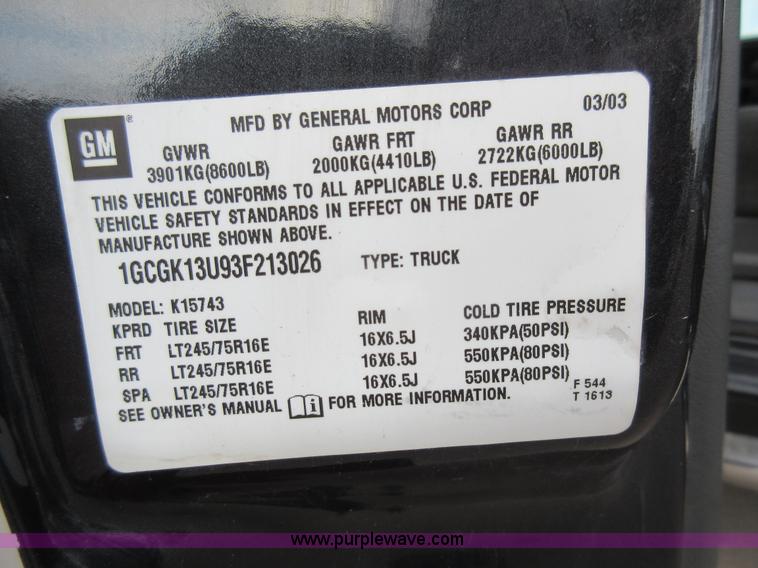 GM ®
MFD BY GENERAL MOTORS CORP 03/03
GVWR GAWR FRT GAWR RR
3901KG(8600LB) 2000KG(4410LB) 2722KG(6000LB)
THIS VEHICLE CONFORMS TO ALL APPLICABLE U.S. FEDERAL MOTOR
VEHICLE SAFETY STANDARDS IN EFFECT ON THE DATE OF
MANUFACTURE SHOWN ABOVE.
1GCGK13U93F213026 TYPE: TRUCK
MODEL: K15743
KPRD TIRE SIZE RIM COLD TIRE PRESSURE
FRT LT245/75R16E 16X6.5J 340KPA(50PSI)
RR LT245/75R16E 16X6.5J 550KPA(80PSI)
SPA LT245/75R16E 16X6.5J 550KPA(80PSI)
SEE OWNER'S MANUAL i FOR MORE INFORMATION.
F 544
T 1613
www.purplewave.com